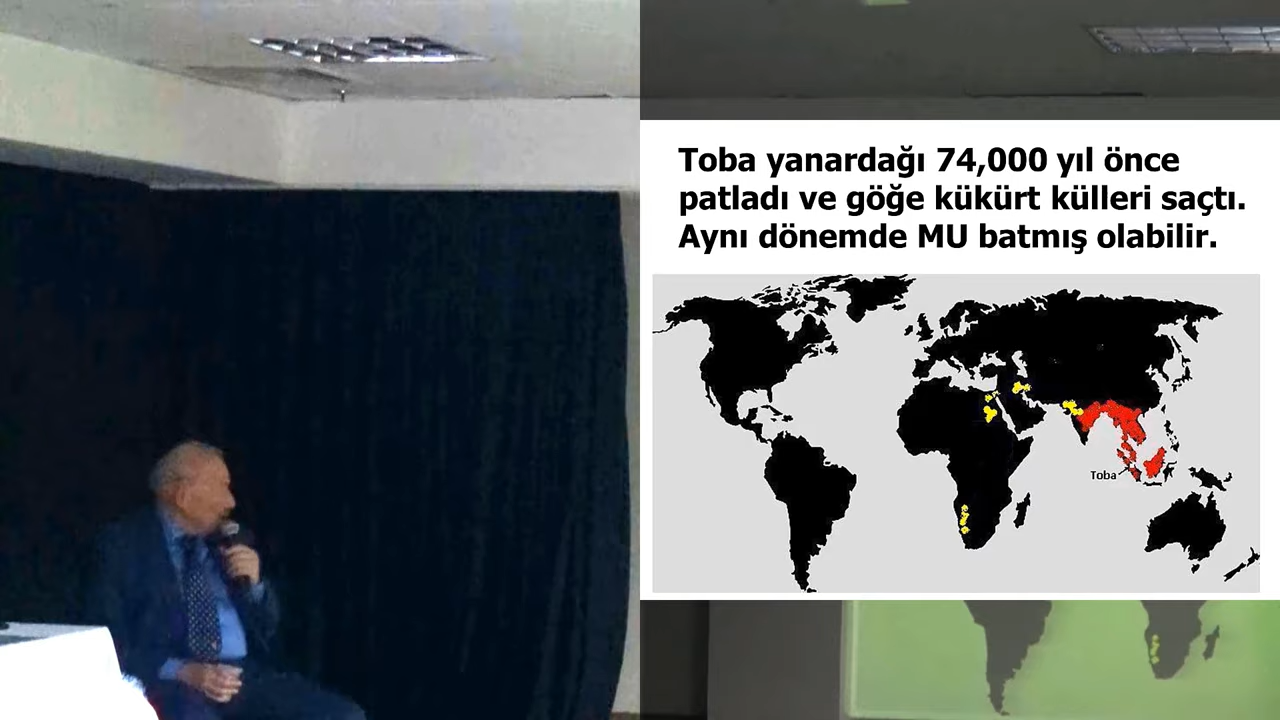 Toba yanardağı 74,000 yıl önce
patladı ve göğe kükürt külleri saçtı.
Aynı dönemde MU batmış olabilir.
Toba